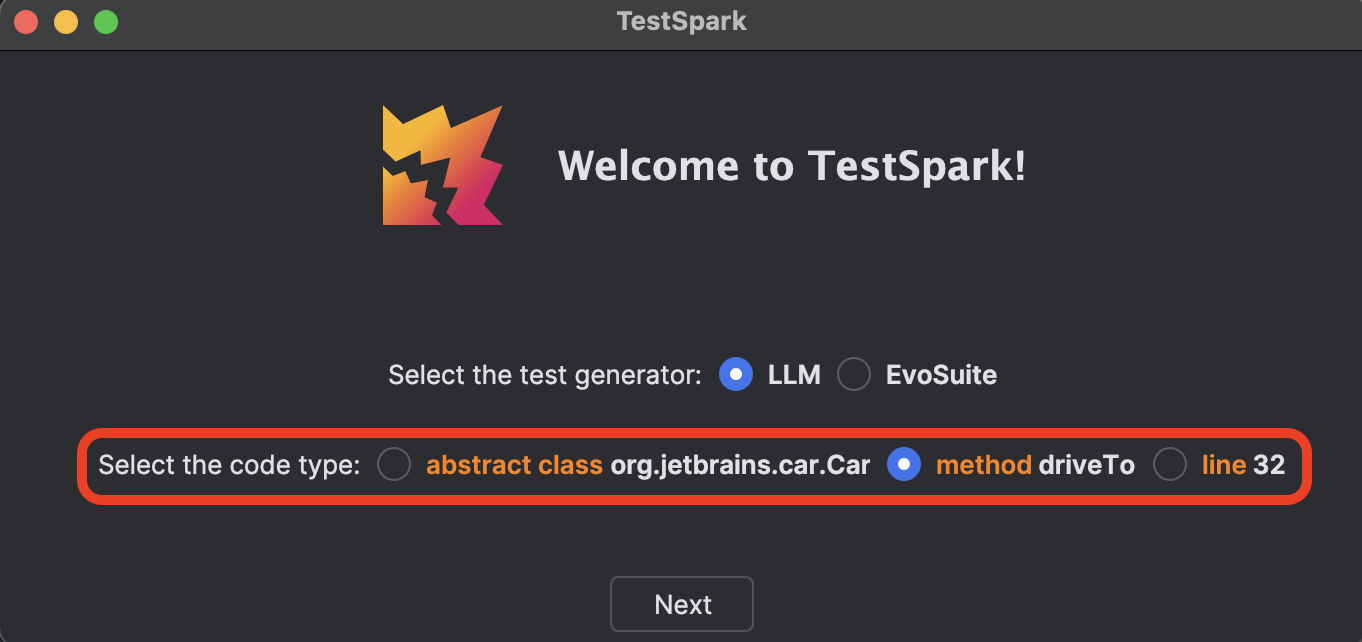 TestSpark
Welcome to TestSpark!
Select the test generator: LLM EvoSuite
Select the code type: abstract class org.jetbrains.car.Car method driveTo line 32
Next